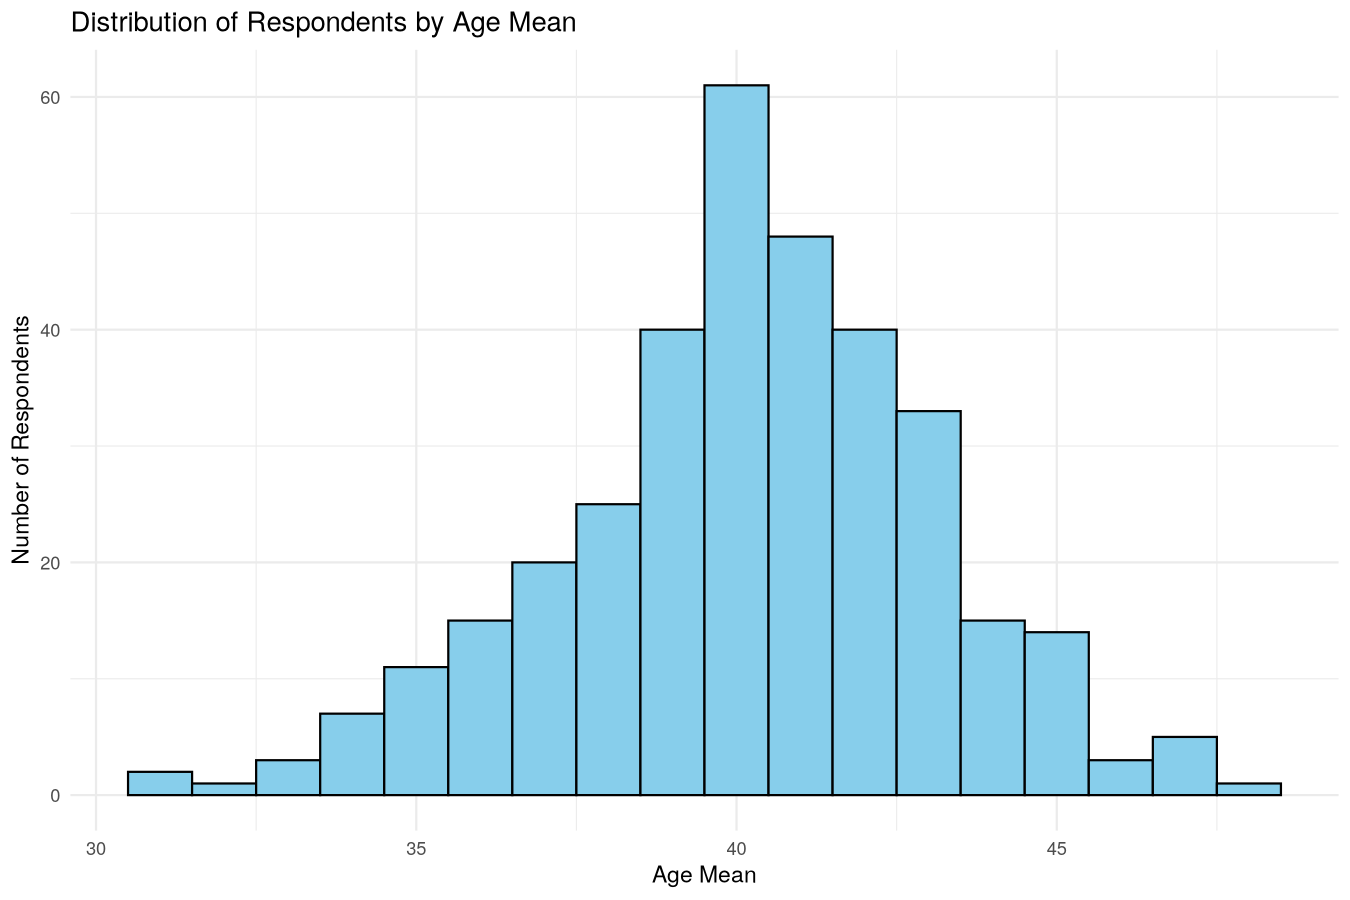 Distribution of Respondents by Age Mean
Number of Respondents
60
40
20
0
30 35 40 45
Age Mean